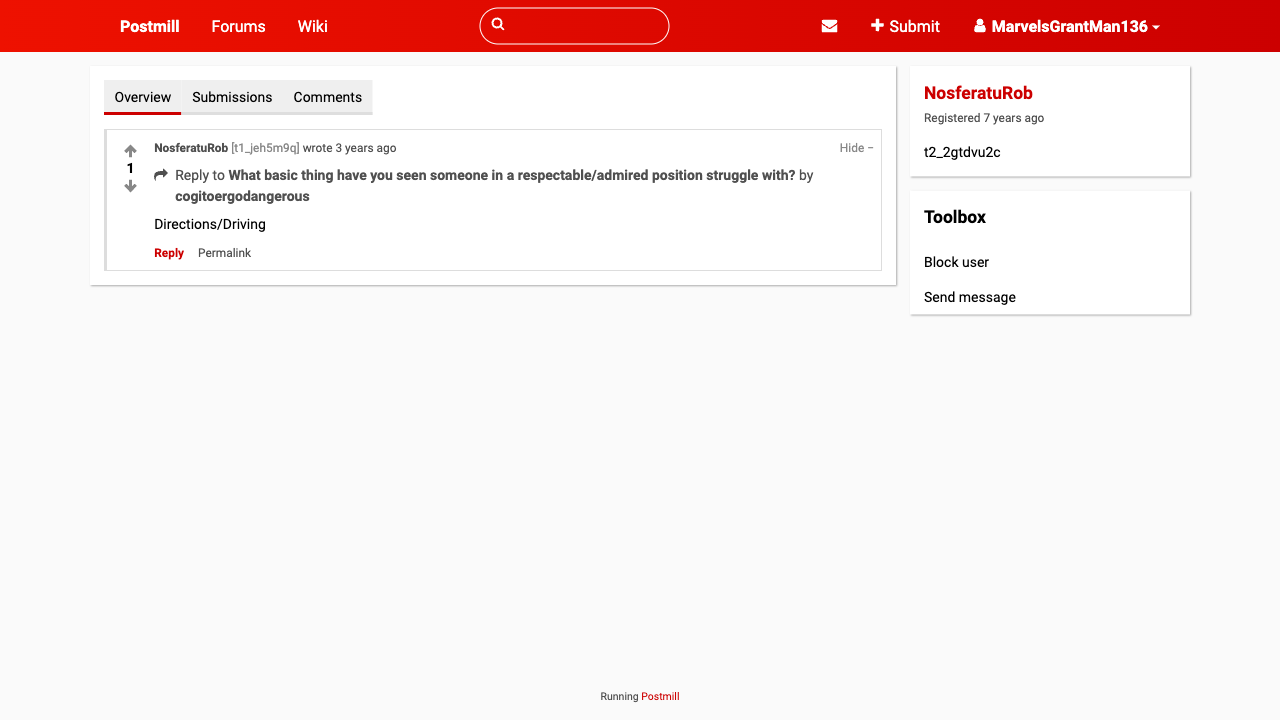 Postmill Forums Wiki Submit MarvelsGrantMan136
Overview Submissions Comments
NosferatuRob [t1_jeh5m9q] wrote 3 years ago Hide −
1
Reply to What basic thing have you seen someone in a respectable/admired position struggle with? by
cogitoergodangerous
Directions/Driving
Reply Permalink
NosferatuRob
Registered 7 years ago
t2_2gtdvu2c
Toolbox
Block user
Send message
Running Postmill